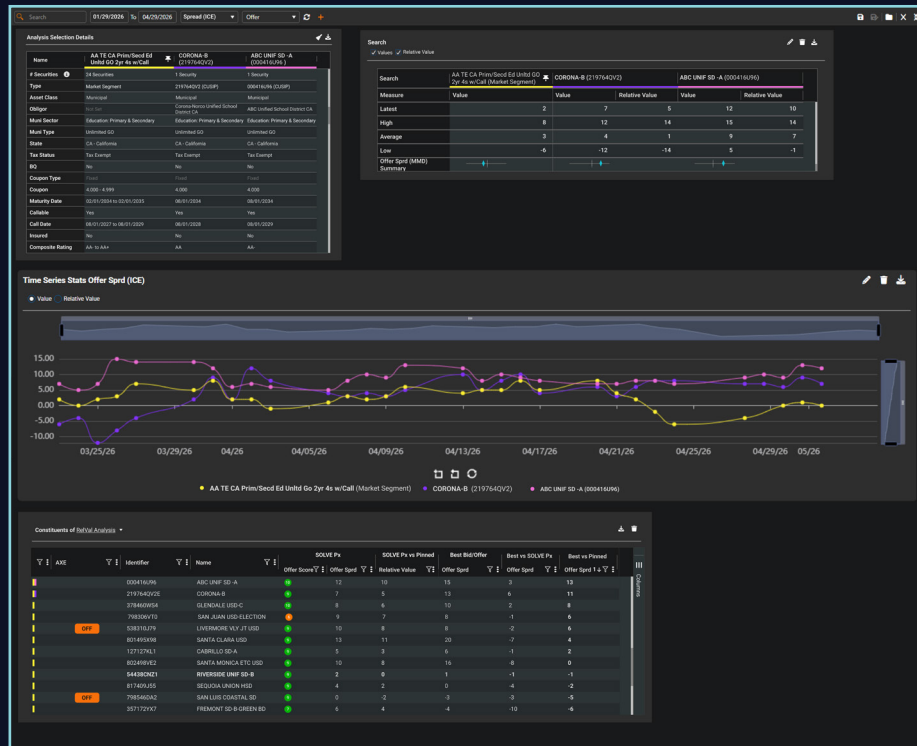 Search 01/29/2026 To 04/29/2026 Spread (ICE) Offer
Analysis Selection Details
Name AA TE CA Prim/Secd Ed Unltd GO 2yr 4s w/Call CORONA-B (219764QV2) ABC UNIF SD -A (000416U96)
# Securities 24 Securities 1 Security 1 Security
Type Market Segment 219764QV2 (CUSIP) 000416U96 (CUSIP)
Asset Class Municipal Municipal Municipal
Obligor Not Set Corona-Norco Unified School District CA ABC Unified School District CA
Muni Sector Education: Primary & Secondary Education: Primary & Secondary Education: Primary & Secondary
Muni Type Unlimited GO Unlimited GO Unlimited GO
State CA - California CA - California CA - California
Tax Status Tax Exempt Tax Exempt Tax Exempt
BQ No No No
Coupon Type Fixed Fixed Fixed
Coupon 4.000 - 4.999 4.000 4.000
Maturity Date 02/01/2034 to 02/01/2035 08/01/2034 08/01/2034
Callable Yes Yes Yes
Call Date 08/01/2027 to 08/01/2029 08/01/2028 08/01/2029
Insured No No No
Composite Rating AA- to AA+ AA AA-
Search
Values Relative Value
Search AA TE CA Prim/Secd Ed Unltd GO 2yr 4s w/Call (Market Segment) CORONA-B (219764QV2) ABC UNIF SD -A (000416U96)
Measure Value Value Relative Value Value Relative Value
Latest 2 7 5 12 10
High 8 12 14 15 14
Average 3 4 1 9 7
Low -6 -12 -14 5 -1
Offer Sprd (MMD) Summary
Time Series Stats Offer Sprd (ICE)
Value Relative Value
15.00
10.00
5.00
0.00
-5.00
-10.00
03/25/26 03/29/26 04/26 04/05/26 04/09/26 04/13/26 04/17/26 04/21/26 04/25/26 04/29/26 05/26
AA TE CA Prim/Secd Ed Unltd Go 2yr 4s w/Call (Market Segment) CORONA-B (219764QV2) ABC UNIF SD -A (000416U96)
Constituents of RelVal Analysis
SOLVE Px SOLVE Px vs Pinned Best Bid/Offer Best vs SOLVE Px Best vs Pinned
AXE Identifier Name Offer Score Offer Sprd Relative Value Offer Sprd Offer Sprd Offer Sprd 1
Columns
000416U96 ABC UNIF SD -A 10 12 10 15 3 13
219764QV2E CORONA-B 9 7 5 13 6 11
378460WS4 GLENDALE USD-C 10 8 6 10 2 8
798306VT0 SAN JUAN USD-ELECTION 9 7 8 -1 6
OFF 538310J79 LIVERMORE VLY JT USD 9 10 8 8 -2 6
801495X98 SANTA CLARA USD 9 13 11 20 -7 4
127127KL1 CABRILLO SD-A 9 5 3 6 -1 2
802498VE2 SANTA MONICA ETC USD 9 10 8 16 -8 0
54438CNZ1 RIVERSIDE UNIF SD-B 9 2 0 1 -1 -1
817409J55 SEQUOIA UNION HSD 9 4 2 0 -4 -2
OFF 798546DA2 SAN LUIS COASTAL SD 9 0 -2 -3 -3 -5
357172YX7 FREMONT SD-B-GREEN BD 9 6 4 -4 -10 -6